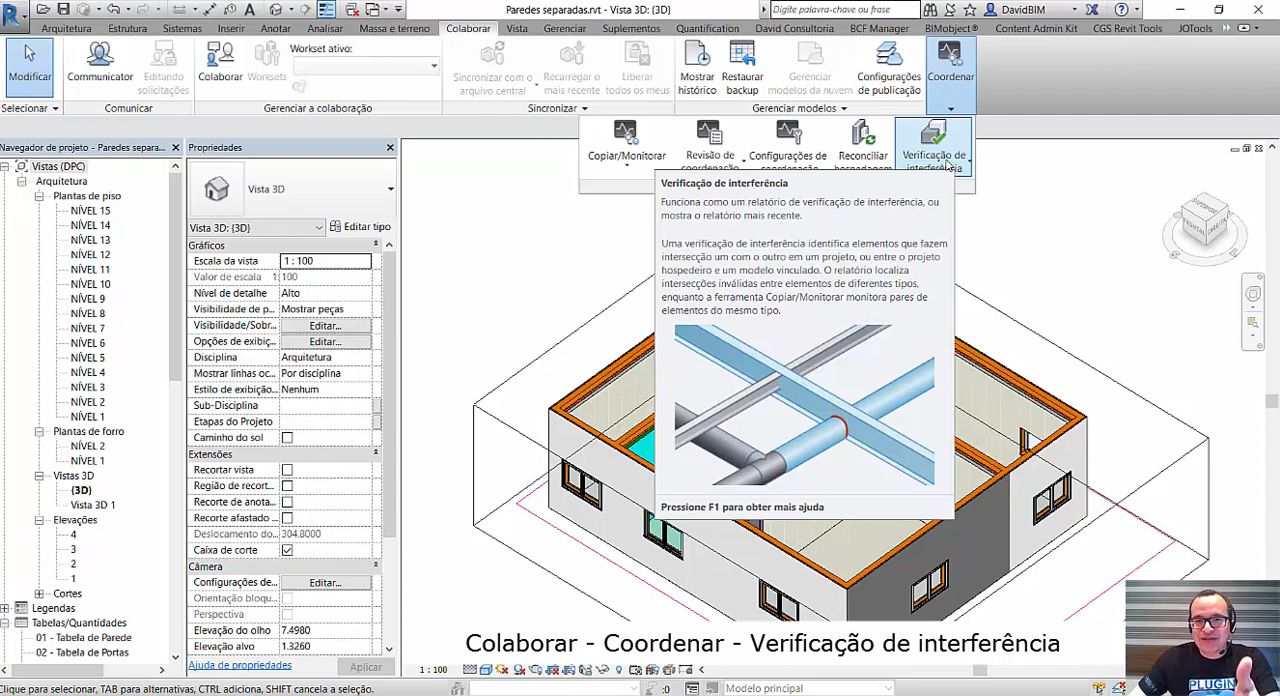 Paredes separadas.rvt - Vista 3D: {3D}
Digite palavra-chave ou frase
DavidBIM
Arquitetura Estrutura Sistemas Inserir Anotar Analisar Massa e terreno Colaborar Vista Gerenciar Suplementos Quantification David Consultoria BCF Manager BIMobject® Content Admin Kit CGS Revit Tools JOTools
Modificar
Communicator
Editando
solicitações
Colaborar
Worksets
Workset ativo:
Sincronizar com o
arquivo central
Recarregar o
mais recente
Liberar
todos os meus
Mostrar
histórico
Restaurar
backup
Gerenciar
modelos da nuvem
Configurações
de publicação
Coordenar
Selecionar
Comunicar
Gerenciar a colaboração
Sincronizar
Gerenciar modelos
Copiar/Monitorar
Revisão de
coordenação
Configurações de
coordenação
Reconciliar
hospedagem
Verificação de
interferência
Navegador de projeto - Paredes separa...
Vistas (DPC)
Arquitetura
Plantas de piso
NÍVEL 15
NÍVEL 14
NÍVEL 13
NÍVEL 12
NÍVEL 11
NÍVEL 10
NÍVEL 9
NÍVEL 8
NÍVEL 7
NÍVEL 6
NÍVEL 5
NÍVEL 4
NÍVEL 3
NÍVEL 2
NÍVEL 1
Plantas de forro
NÍVEL 2
NÍVEL 1
Vistas 3D
{3D}
Vista 3D 1
Elevações
4
3
2
1
Cortes
Legendas
Tabelas/Quantidades
01 - Tabela de Parede
02 - Tabela de Portas
Propriedades
Vista 3D
Vista 3D: {3D}
Editar tipo
Gráficos
Escala da vista 1 : 100
Valor de escala 1: 100
Nível de detalhe Alto
Visibilidade de p... Mostrar peças
Visibilidade/Sobr... Editar...
Opções de exibiç... Editar...
Disciplina Arquitetura
Mostrar linhas oc... Por disciplina
Estilo de exibição... Nenhum
Sub-Disciplina
Etapas do Projeto
Caminho do sol
Extensões
Recortar vista
Região de recort...
Recorte de anota...
Recorte afastado ...
Deslocamento do... 304.8000
Caixa de corte
Câmera
Configurações de... Editar...
Orientação bloqu...
Perspectiva
Elevação do olho 7.4980
Elevação alvo 1.3260
Ajuda de propriedades
Aplicar
Verificação de interferência
Funciona como um relatório de verificação de interferência, ou
mostra o relatório mais recente.
Uma verificação de interferência identifica elementos que fazem
intersecção um com o outro em um projeto, ou entre o projeto
hospedeiro e um modelo vinculado. O relatório localiza
intersecções inválidas entre elementos de diferentes tipos,
enquanto a ferramenta Copiar/Monitorar monitora pares de
elementos do mesmo tipo.
Pressione F1 para obter mais ajuda
Colaborar - Coordenar - Verificação de interferência
PLUGIN
1 : 100
Clique para selecionar, TAB para alternativas, CTRL adiciona, SHIFT cancela a seleção.
:0
Modelo principal